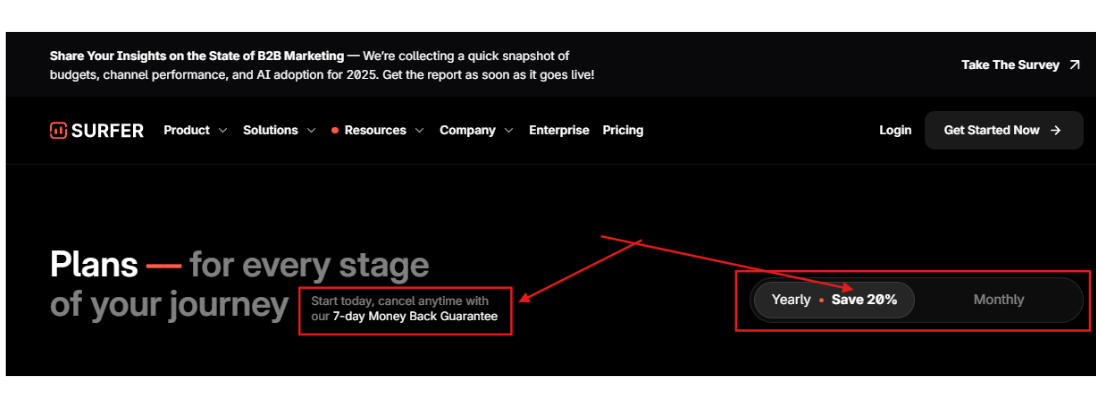 Share Your Insights on the State of B2B Marketing — We're collecting a quick snapshot of
budgets, channel performance, and AI adoption for 2025. Get the report as soon as it goes live!
Take The Survey
SURFER
Product
Solutions
Resources
Company
Enterprise
Pricing
Login
Get Started Now
Plans — for every stage
of your journey
Start today, cancel anytime with
our 7-day Money Back Guarantee
Yearly • Save 20%
Monthly